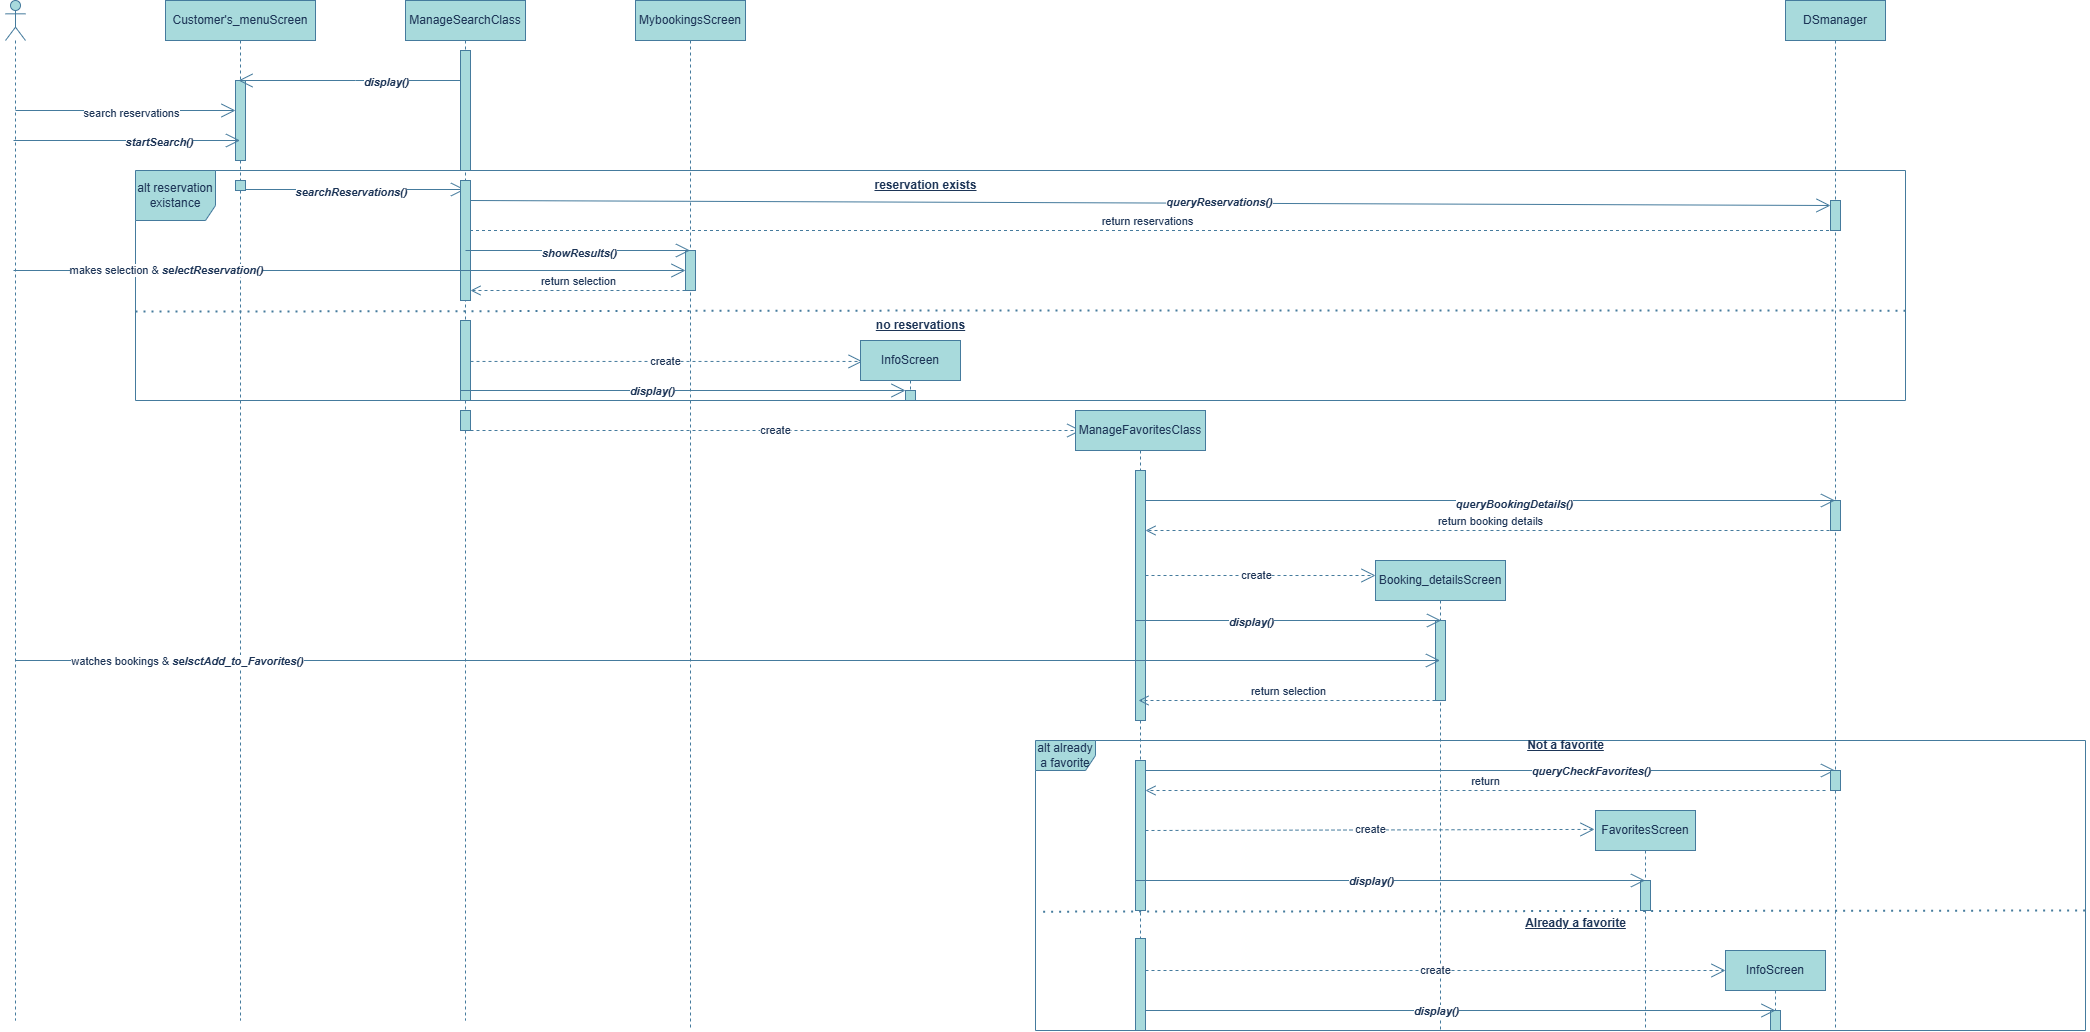 Customer's_menuScreen
ManageSearchClass
MybookingsScreen
DSmanager
display()
search reservations
startSearch()
alt reservation
existance
searchReservations()
reservation exists
queryReservations()
return reservations
showResults()
makes selection & selectReservation()
return selection
no reservations
create
InfoScreen
display()
create
ManageFavoritesClass
queryBookingDetails()
return booking details
create
Booking_detailsScreen
display()
watches bookings & selsctAdd_to_Favorites()
return selection
alt already
a favorite
Not a favorite
queryCheckFavorites()
return
create
FavoritesScreen
display()
Already a favorite
create
InfoScreen
display()